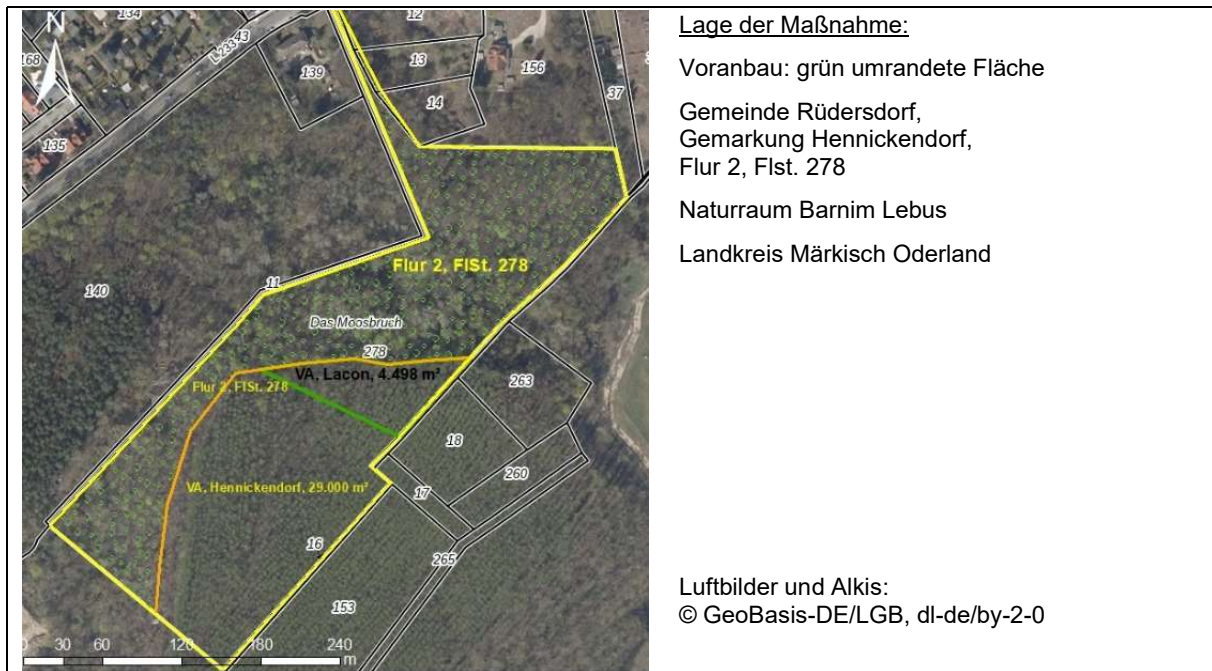 134
12
N
43
L 233
168
139
13
156
14
37
135
Flur 2, FlSt. 278
11
140
Das Moosbruch
278
VA, Lacon, 4.498 m²
263
Flur 2, FlSt. 278
18
260
VA, Hennickendorf, 29.000 m²
17
16
265
153
0 30 60 120 180 240
m
Lage der Maßnahme:
Voranbau: grün umrandete Fläche
Gemeinde Rüdersdorf,
Gemarkung Hennickendorf,
Flur 2, Flst. 278
Naturraum Barnim Lebus
Landkreis Märkisch Oderland
Luftbilder und Alkis:
© GeoBasis-DE/LGB, dl-de/by-2-0